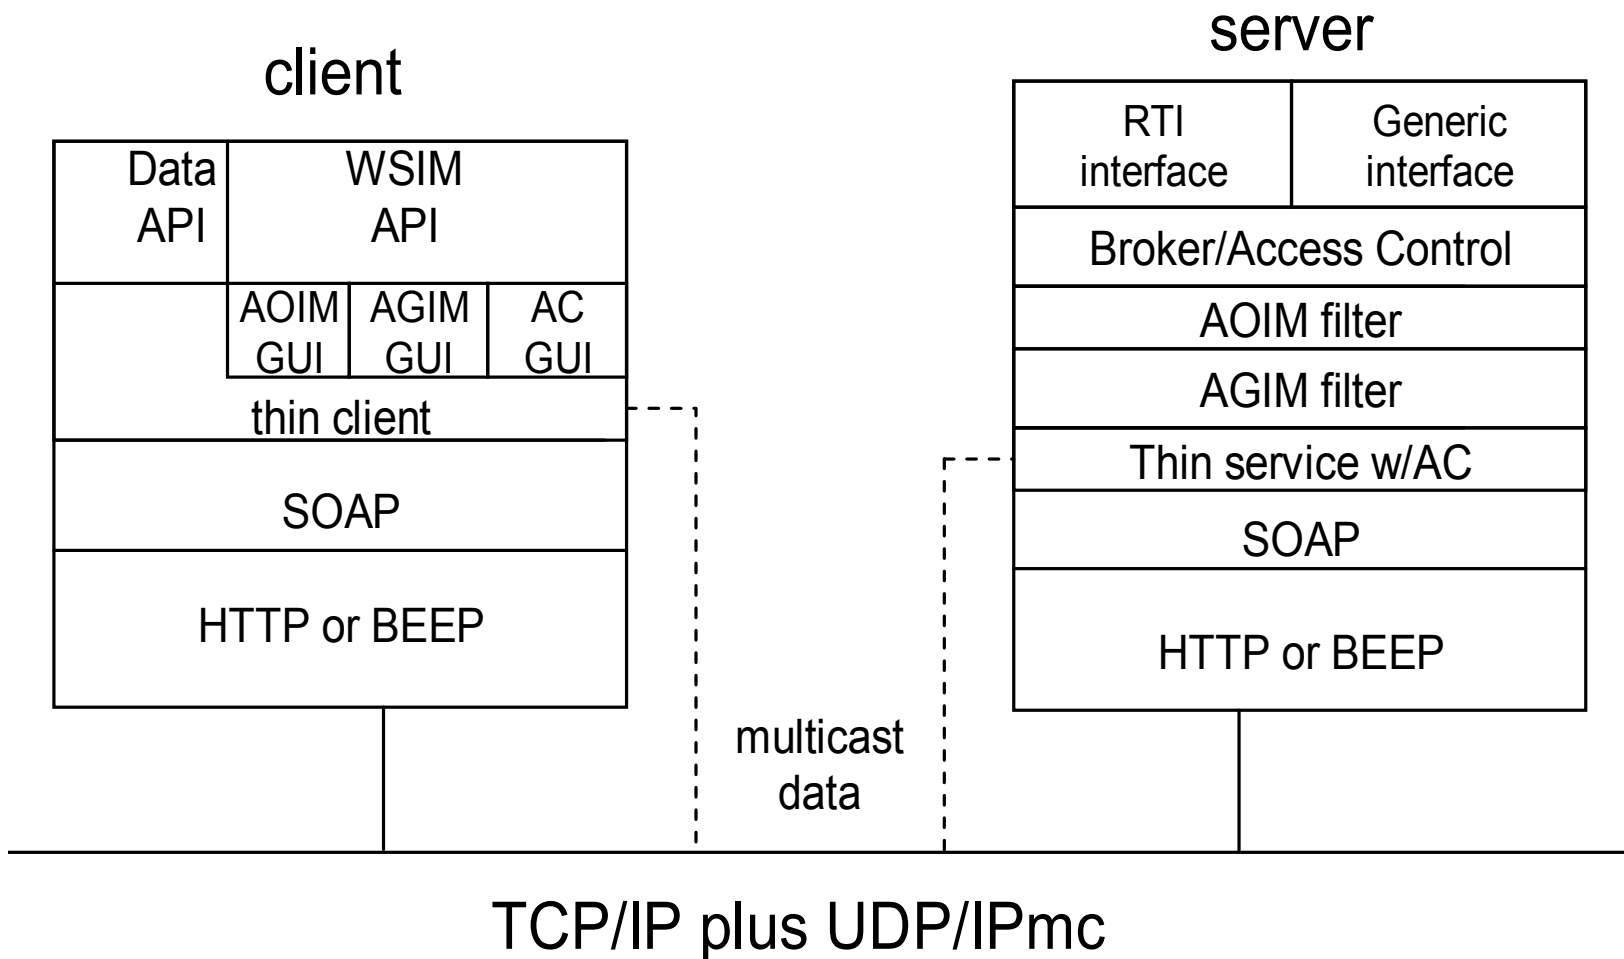 client
Data
API
WSIM
API
AOIM
GUI
AGIM
GUI
AC
GUI
thin client
SOAP
HTTP or BEEP
multicast
data
server
RTI
interface
Generic
interface
Broker/Access Control
AOIM filter
AGIM filter
Thin service w/AC
SOAP
HTTP or BEEP
TCP/IP plus UDP/IPmc